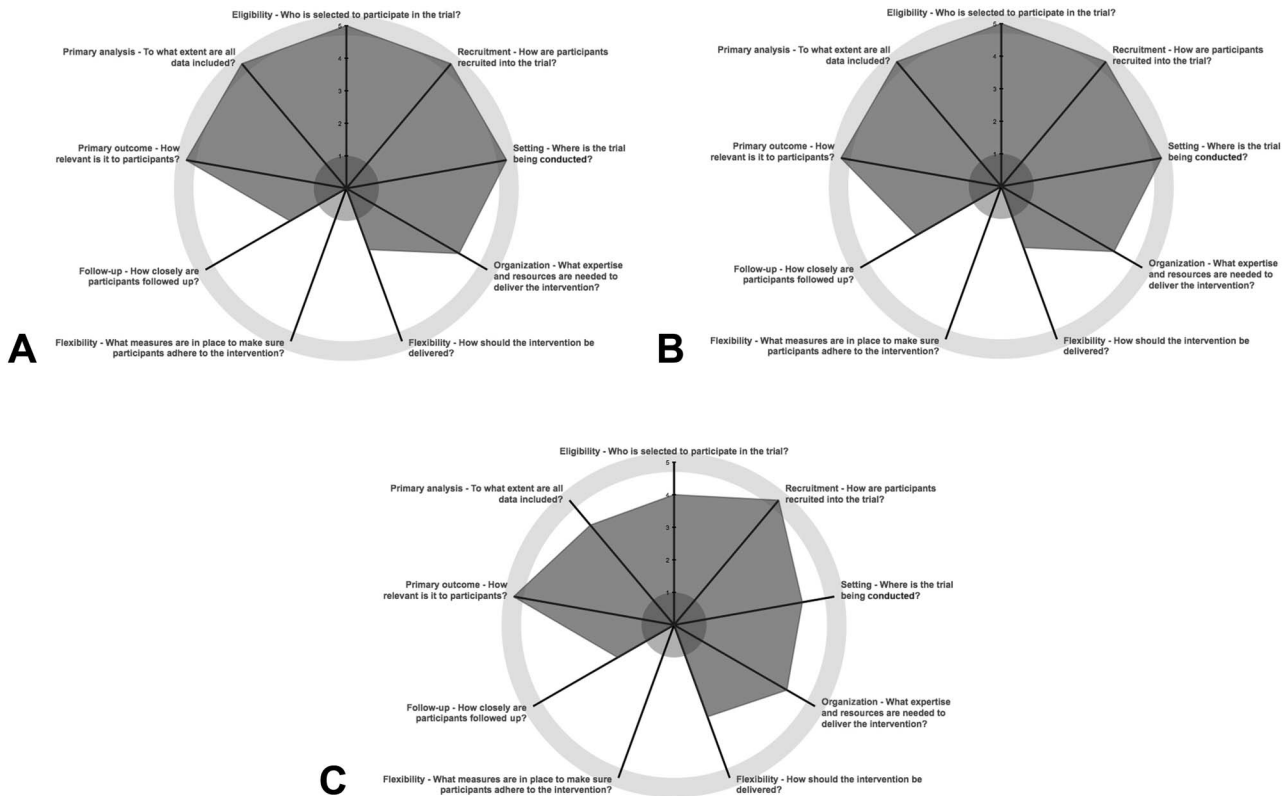 Eligibility - Who is selected to participate in the trial?
Primary analysis - To what extent are all
data included?
Recruitment - How are participants
recruited into the trial?
Primary outcome - How
relevant is it to participants?
Setting - Where is the trial
being conducted?
Follow-up - How closely are
participants followed up?
Organization - What expertise
and resources are needed to
deliver the intervention?
Flexibility - What measures are in place to make sure
participants adhere to the intervention?
Flexibility - How should the intervention be
delivered?
5
4
3
2
1
A
Eligibility - Who is selected to participate in the trial?
Primary analysis - To what extent are all
data included?
Recruitment - How are participants
recruited into the trial?
Primary outcome - How
relevant is it to participants?
Setting - Where is the trial
being conducted?
Follow-up - How closely are
participants followed up?
Organization - What expertise
and resources are needed to
deliver the intervention?
Flexibility - What measures are in place to make sure
participants adhere to the intervention?
Flexibility - How should the intervention be
delivered?
5
4
3
2
1
B
Eligibility - Who is selected to participate in the trial?
Primary analysis - To what extent are all
data included?
Recruitment - How are participants
recruited into the trial?
Primary outcome - How
relevant is it to participants?
Setting - Where is the trial
being conducted?
Follow-up - How closely are
participants followed up?
Organization - What expertise
and resources are needed to
deliver the intervention?
Flexibility - What measures are in place to make sure
participants adhere to the intervention?
Flexibility - How should the intervention be
delivered?
5
4
3
2
1
C